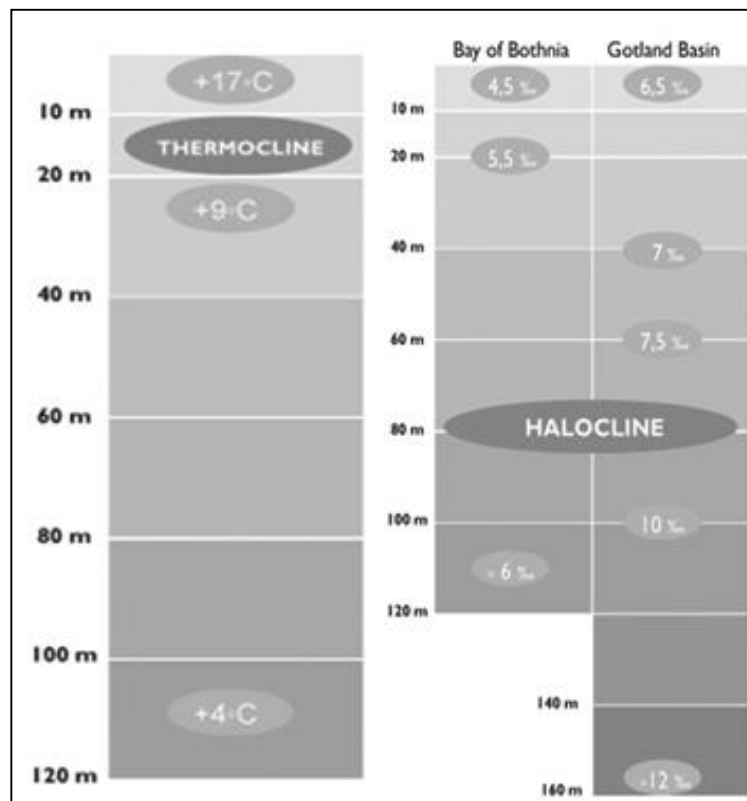 +17°C
10 m
THERMOCLINE
20 m
+9°C
40 m
60 m
80 m
100 m
+4°C
120 m
Bay of Bothnia Gotland Basin
4,5 ‰ 6,5 ‰
10 m
20 m 5,5 ‰
40 m 7 ‰
60 m 7,5 ‰
80 m HALOCLINE
100 m 10 ‰
6 ‰
120 m
140 m
12 ‰
160 m